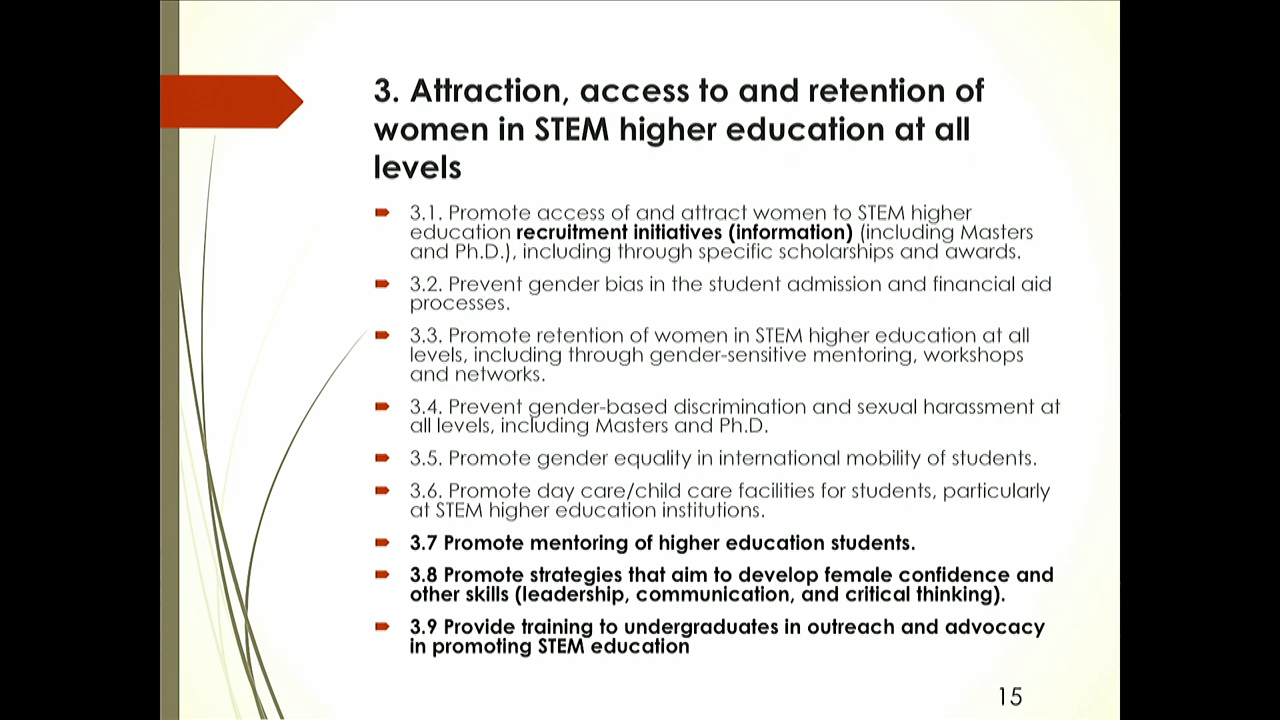 3. Attraction, access to and retention of
women in STEM higher education at all
levels
3.1. Promote access of and attract women to STEM higher
education recruitment initiatives (information) (including Masters
and Ph.D.), including through specific scholarships and awards.
3.2. Prevent gender bias in the student admission and financial aid
processes.
3.3. Promote retention of women in STEM higher education at all
levels, including through gender-sensitive mentoring, workshops
and networks.
3.4. Prevent gender-based discrimination and sexual harassment at
all levels, including Masters and Ph.D.
3.5. Promote gender equality in international mobility of students.
3.6. Promote day care/child care facilities for students, particularly
at STEM higher education institutions.
3.7 Promote mentoring of higher education students.
3.8 Promote strategies that aim to develop female confidence and
other skills (leadership, communication, and critical thinking).
3.9 Provide training to undergraduates in outreach and advocacy
in promoting STEM education
15